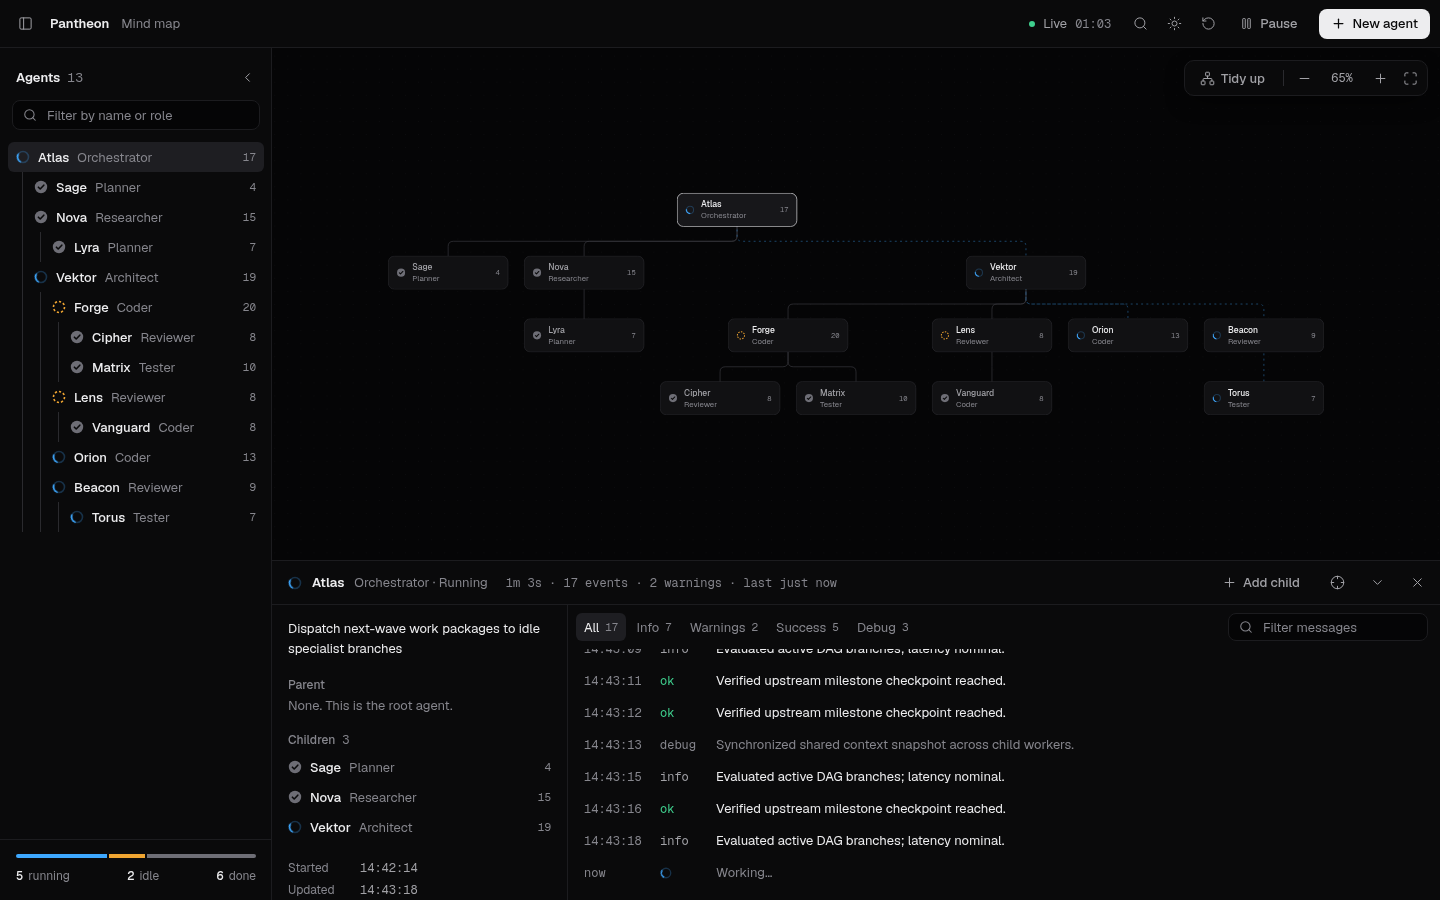 Pantheon Mind map
Live 01:03
Pause
New agent
Agents 13
Filter by name or role
Atlas Orchestrator 17
Sage Planner 4
Nova Researcher 15
Lyra Planner 7
Vektor Architect 19
Forge Coder 20
Cipher Reviewer 8
Matrix Tester 10
Lens Reviewer 8
Vanguard Coder 8
Orion Coder 13
Beacon Reviewer 9
Torus Tester 7
5 running 2 idle 6 done
Tidy up 65%
Atlas
Orchestrator
17
Sage
Planner
4
Nova
Researcher
15
Vektor
Architect
19
Lyra
Planner
7
Forge
Coder
20
Lens
Reviewer
8
Orion
Coder
13
Beacon
Reviewer
9
Cipher
Reviewer
8
Matrix
Tester
10
Vanguard
Coder
8
Torus
Tester
7
Atlas Orchestrator · Running 1m 3s · 17 events · 2 warnings · last just now
Add child
Dispatch next-wave work packages to idle
specialist branches
Parent
None. This is the root agent.
Children 3
Sage Planner 4
Nova Researcher 15
Vektor Architect 19
Started 14:42:14
Updated 14:43:18
All 17 Info 7 Warnings 2 Success 5 Debug 3
Filter messages
14:43:09 info Evaluated active DAG branches; latency nominal.
14:43:11 ok Verified upstream milestone checkpoint reached.
14:43:12 ok Verified upstream milestone checkpoint reached.
14:43:13 debug Synchronized shared context snapshot across child workers.
14:43:15 info Evaluated active DAG branches; latency nominal.
14:43:16 ok Verified upstream milestone checkpoint reached.
14:43:18 info Evaluated active DAG branches; latency nominal.
now Working…